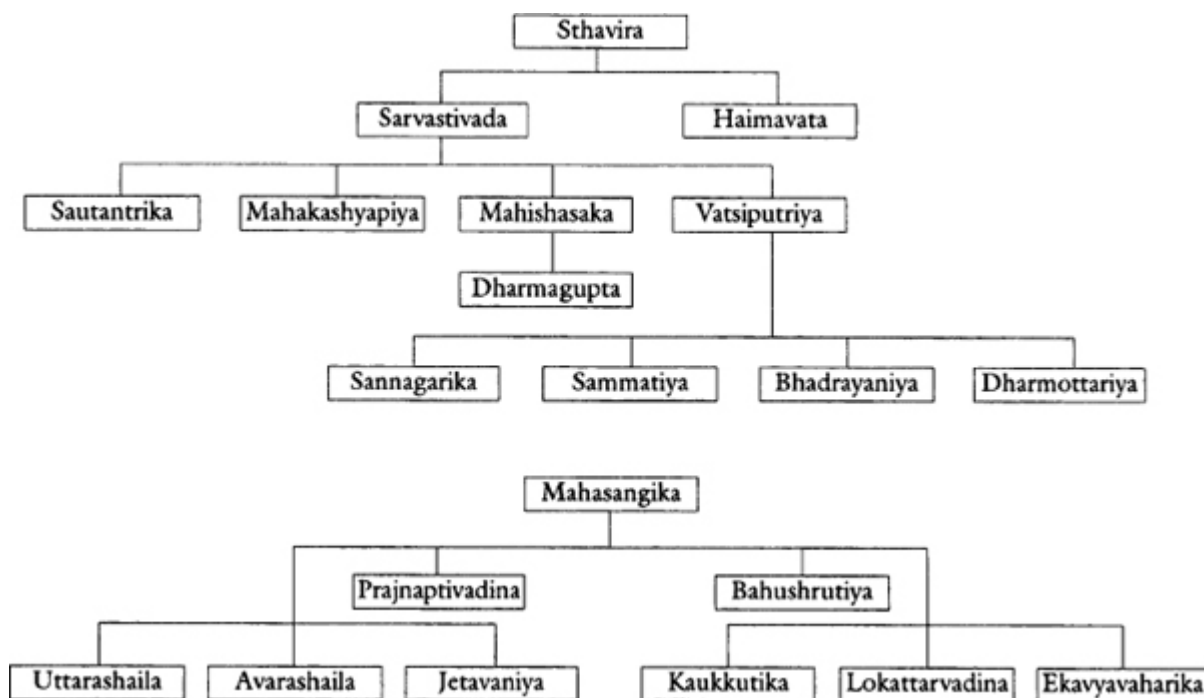 Sthavira
Sarvastivada Haimavata
Sautantrika Mahakashyapiya Mahishasaka Vatsiputriya
Dharmagupta
Sannagarika Sammatiya Bhadrayaniya Dharmottariya
Mahasangika
Prajnaptivadina Bahushrutiya
Uttarashaila Avarashaila Jetavaniya Kaukkutika Lokattarvadina Ekavyavaharika